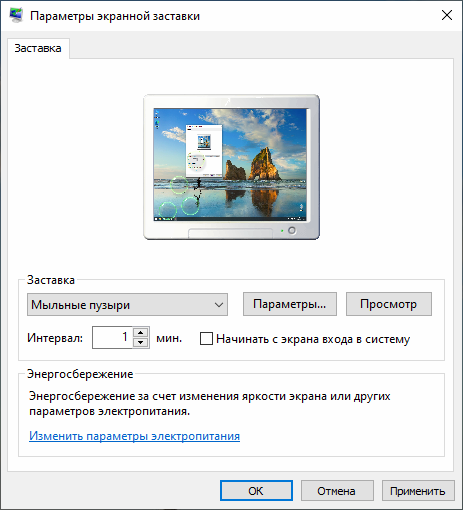 Параметры экранной заставки
Заставка
Заставка
Мыльные пузыри
Параметры...
Просмотр
Интервал: 1 мин. Начинать с экрана входа в систему
Энергосбережение
Энергосбережение за счет изменения яркости экрана или других
параметров электропитания.
Изменить параметры электропитания
ОК
Отмена
Применить